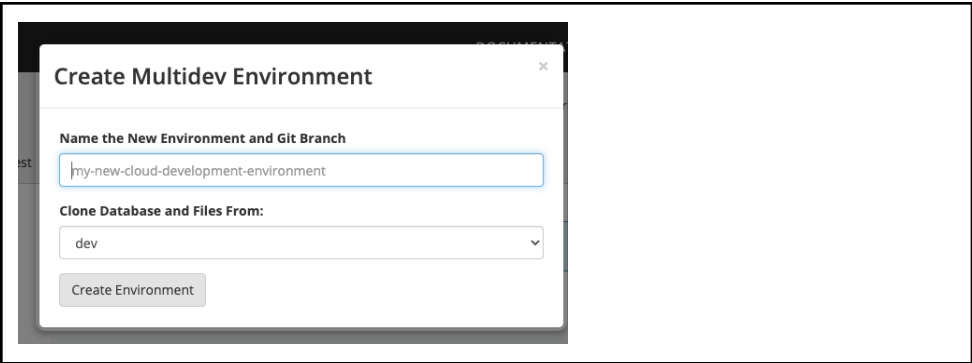 Create Multidev Environment
×
Name the New Environment and Git Branch
my-new-cloud-development-environment
Clone Database and Files From:
dev
Create Environment